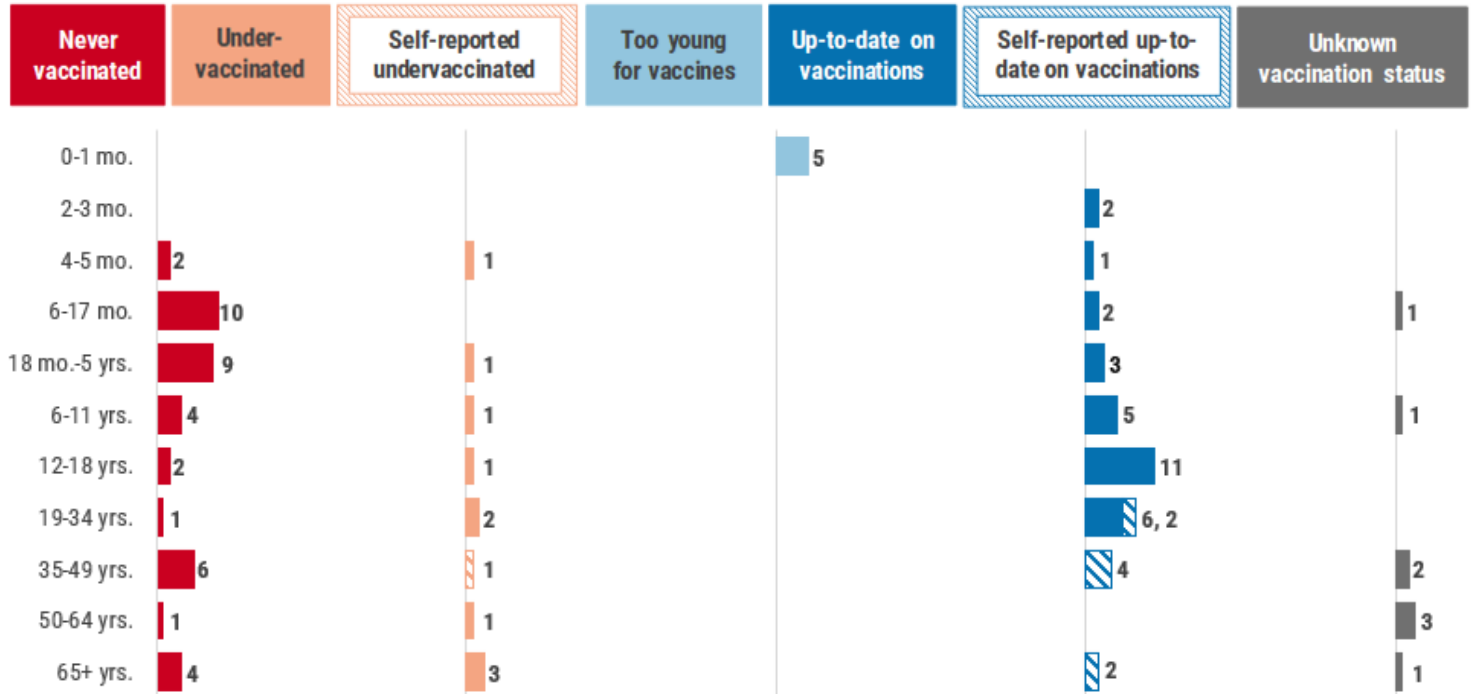 Never
vaccinated
Under-
vaccinated
Self-reported
undervaccinated
Too young
for vaccines
Up-to-date on
vaccinations
Self-reported up-to-
date on vaccinations
Unknown
vaccination status
0-1 mo. 5
2-3 mo. 2
4-5 mo. 2 1 1
6-17 mo. 10 2 1
18 mo.-5 yrs. 9 1 3
6-11 yrs. 4 1 5 1
12-18 yrs. 2 1 11
19-34 yrs. 1 2 6, 2
35-49 yrs. 6 1 4 2
50-64 yrs. 1 1 3
65+ yrs. 4 3 2 1